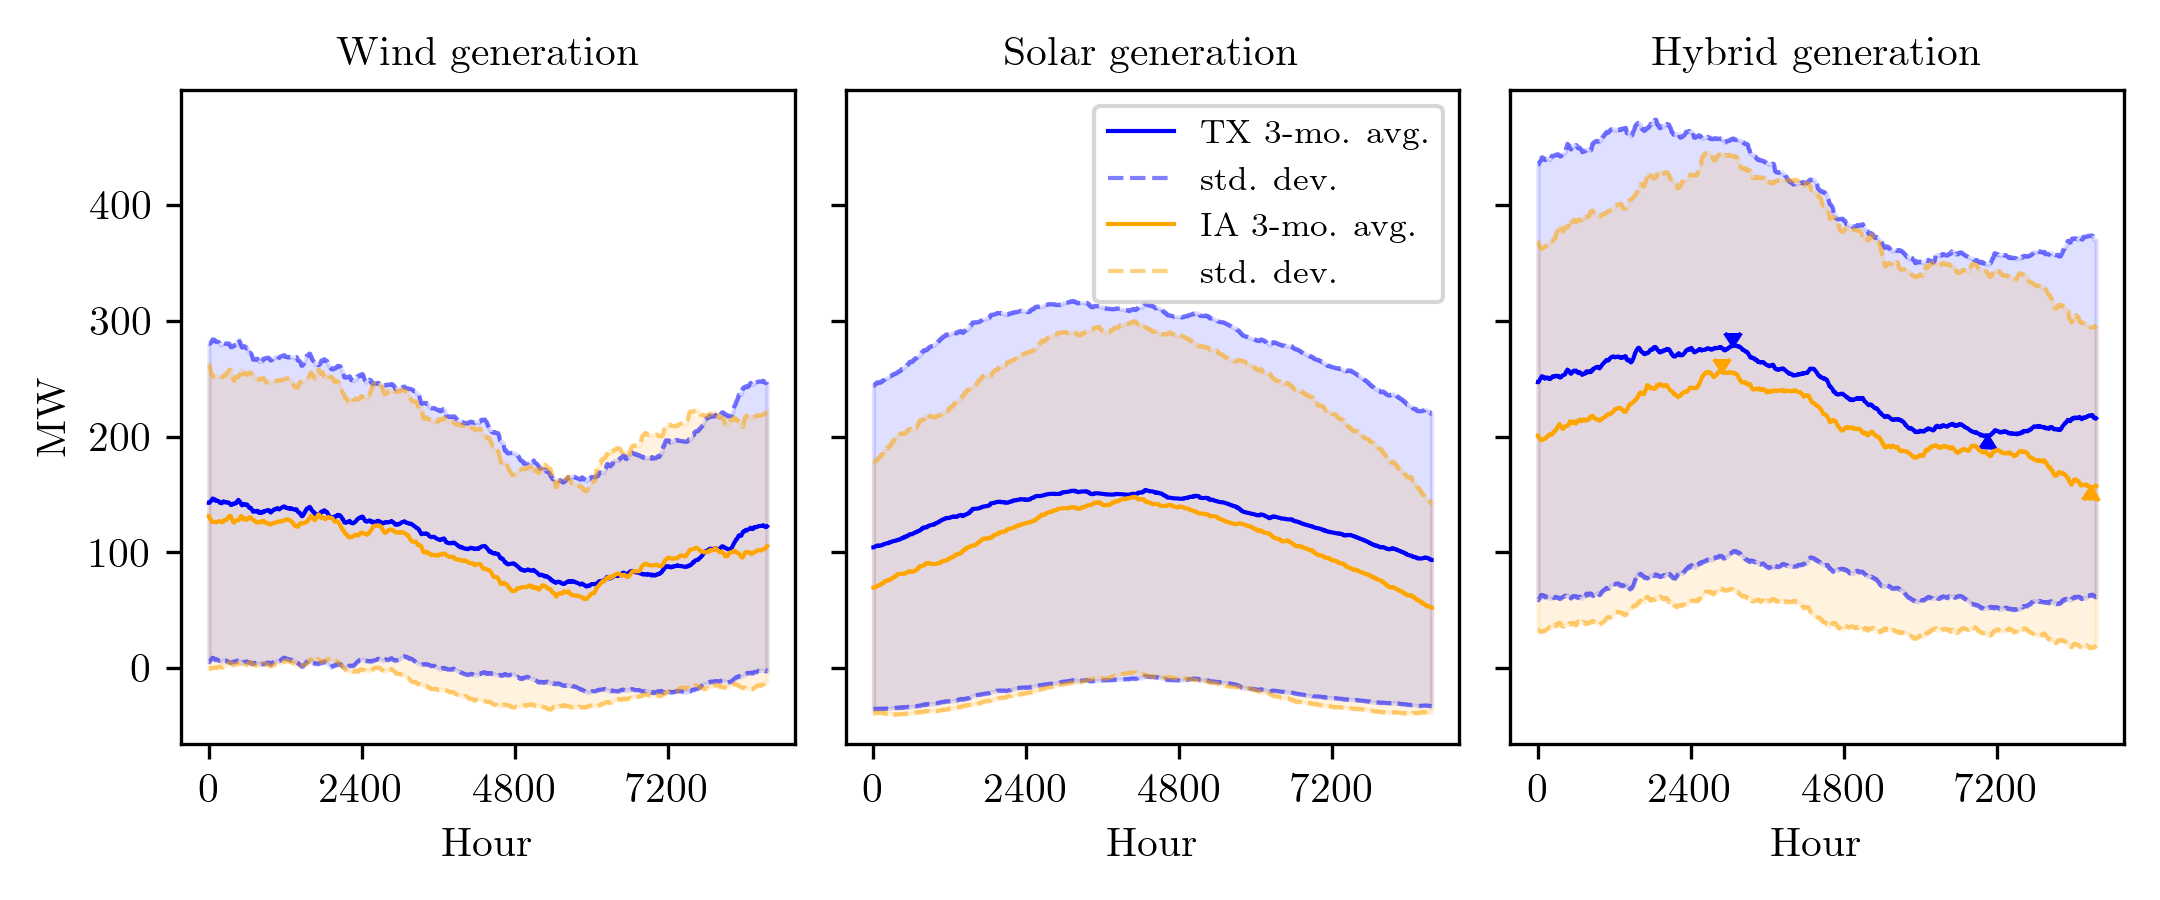 Wind generation
Solar generation
Hybrid generation
TX 3-mo. avg.
std. dev.
IA 3-mo. avg.
std. dev.
MW
400
300
200
100
0
0 2400 4800 7200
0 2400 4800 7200
0 2400 4800 7200
Hour
Hour
Hour